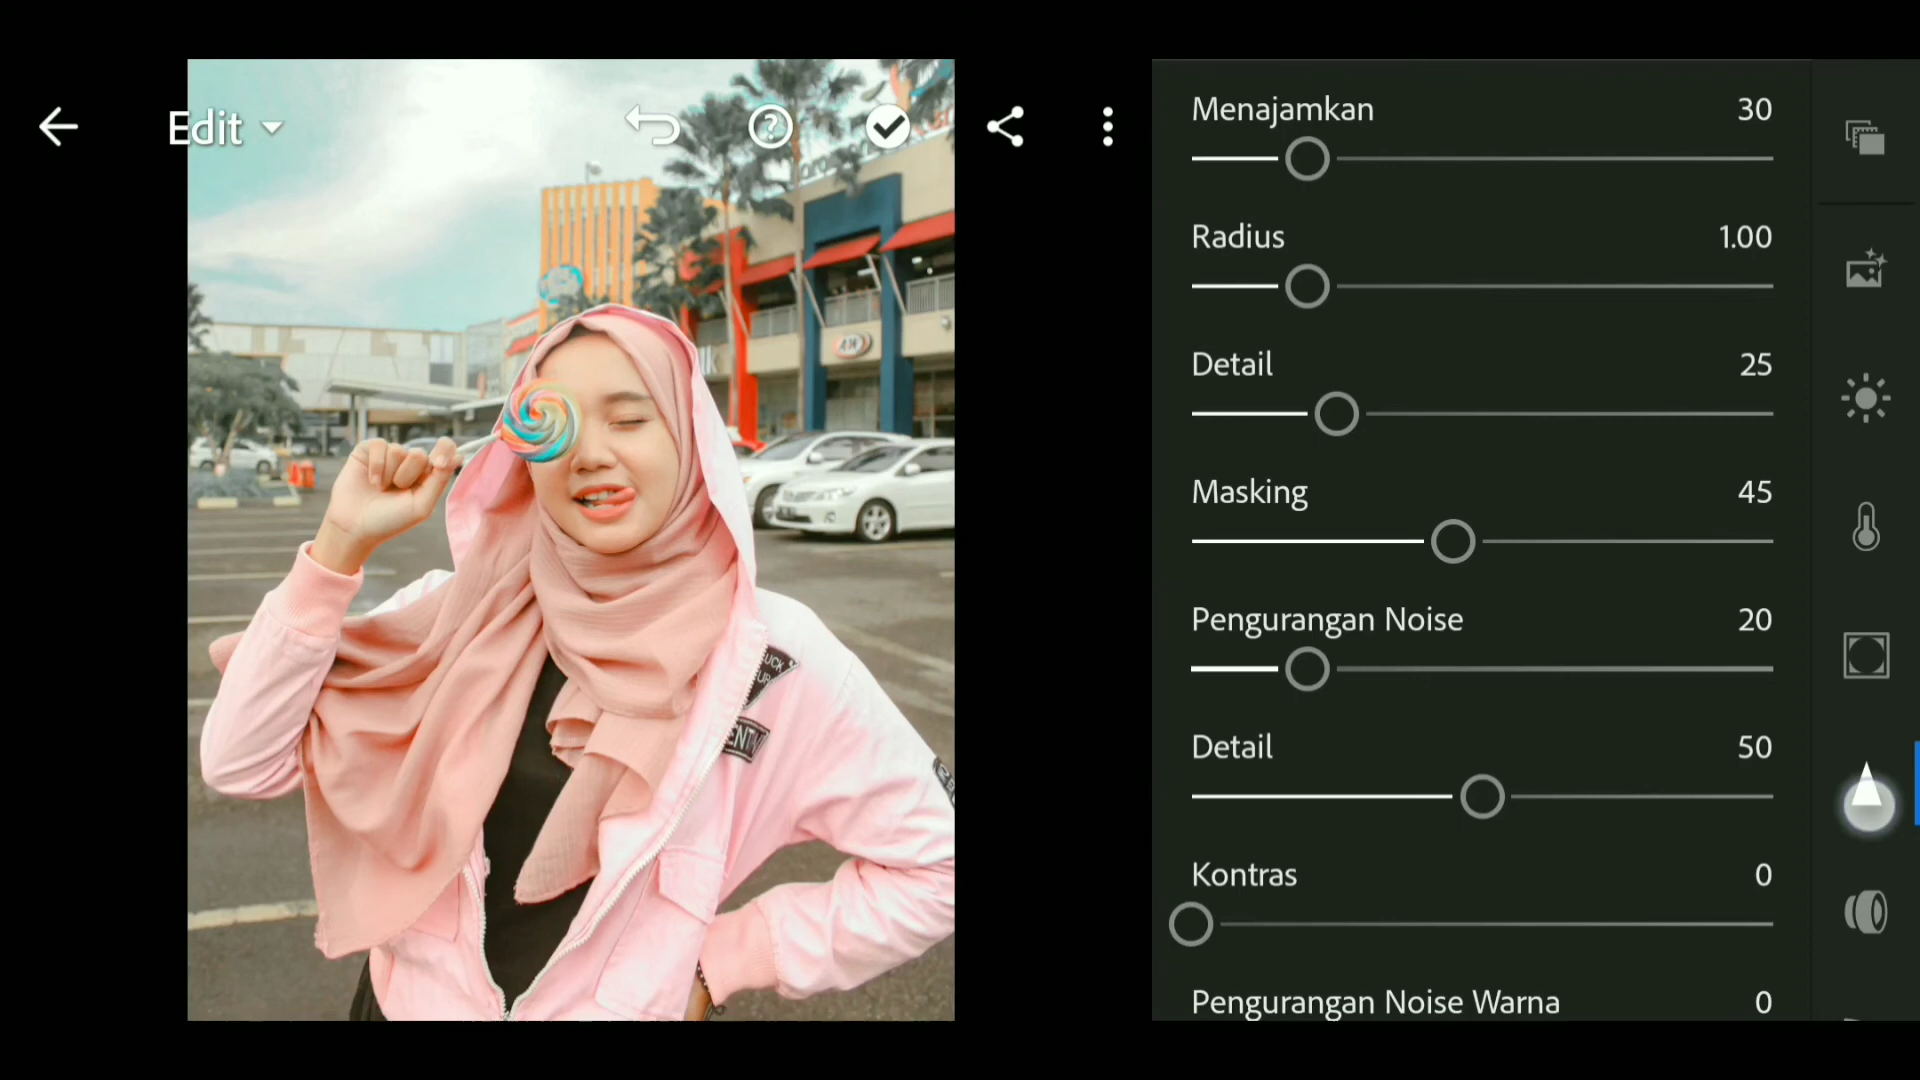 Edit
Menajamkan 30
Radius 1.00
Detail 25
Masking 45
Pengurangan Noise 20
Detail 50
Kontras 0
Pengurangan Noise Warna 0
A&W